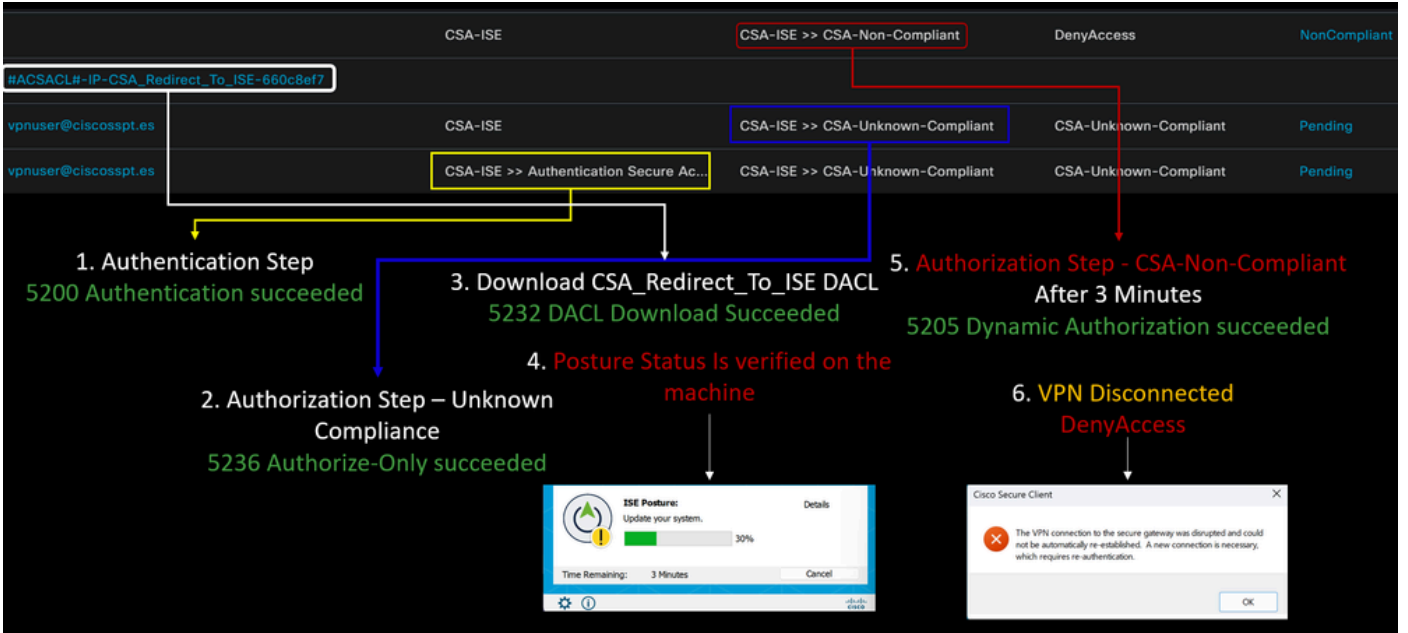 CSA-ISE CSA-ISE >> CSA-Non-Compliant DenyAccess NonCompliant
#ACSACL#-IP-CSA_Redirect_To_ISE-660c8ef7
vpnuser@ciscosspt.es CSA-ISE CSA-ISE >> CSA-Unknown-Compliant CSA-Unknown-Compliant Pending
vpnuser@ciscosspt.es CSA-ISE >> Authentication Secure Ac... CSA-ISE >> CSA-Unknown-Compliant CSA-Unknown-Compliant Pending
1. Authentication Step
5200 Authentication succeeded
2. Authorization Step – Unknown
Compliance
5236 Authorize-Only succeeded
3. Download CSA_Redirect_To_ISE DACL
5232 DACL Download Succeeded
4. Posture Status Is verified on the
machine
ISE Posture:
Details
Update your system.
30%
Time Remaining: 3 Minutes
Cancel
cisco
5. Authorization Step - CSA-Non-Compliant
After 3 Minutes
5205 Dynamic Authorization succeeded
6. VPN Disconnected
DenyAccess
Cisco Secure Client
The VPN connection to the secure gateway was disrupted and could
not be automatically re-established. A new connection is necessary,
which requires re-authentication.
OK